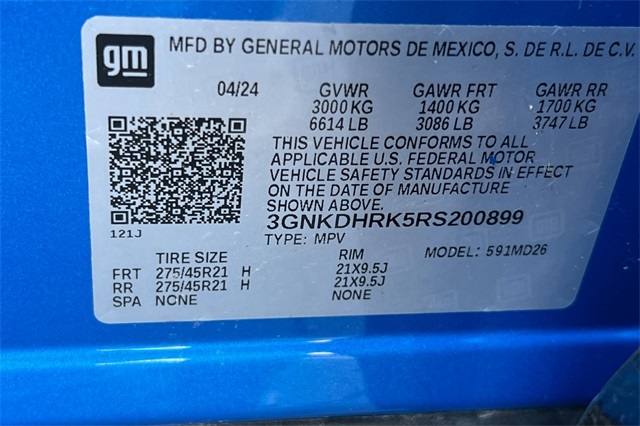 gm MFD BY GENERAL MOTORS DE MEXICO, S. DE R.L. DE C.V.
04/24 GVWR GAWR FRT GAWR RR
3000 KG 1400 KG 1700 KG
6614 LB 3086 LB 3747 LB
THIS VEHICLE CONFORMS TO ALL
APPLICABLE U.S. FEDERAL MOTOR
VEHICLE SAFETY STANDARDS IN EFFECT
ON THE DATE OF MANUFACTURE
SHOWN ABOVE.
3GNKDHRK5RS200899
121J TYPE: MPV MODEL: 591MD26
TIRE SIZE RIM
FRT 275/45R21 H 21X9.5J
RR 275/45R21 H 21X9.5J
SPA NONE NONE